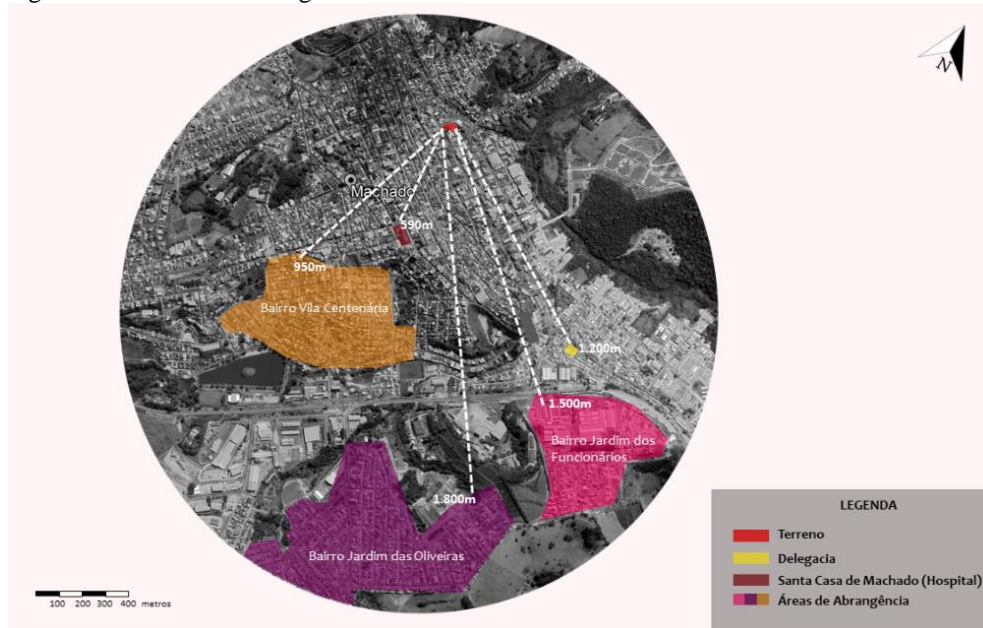 N
Machado
590m
950m
Bairro Vila Centenária
1.200m
1.500m
Bairro Jardim dos
Funcionários
1.800m
Bairro Jardim das Oliveiras
100 200 300 400 metros
LEGENDA
Terreno
Delegacia
Santa Casa de Machado (Hospital)
Áreas de Abrangência